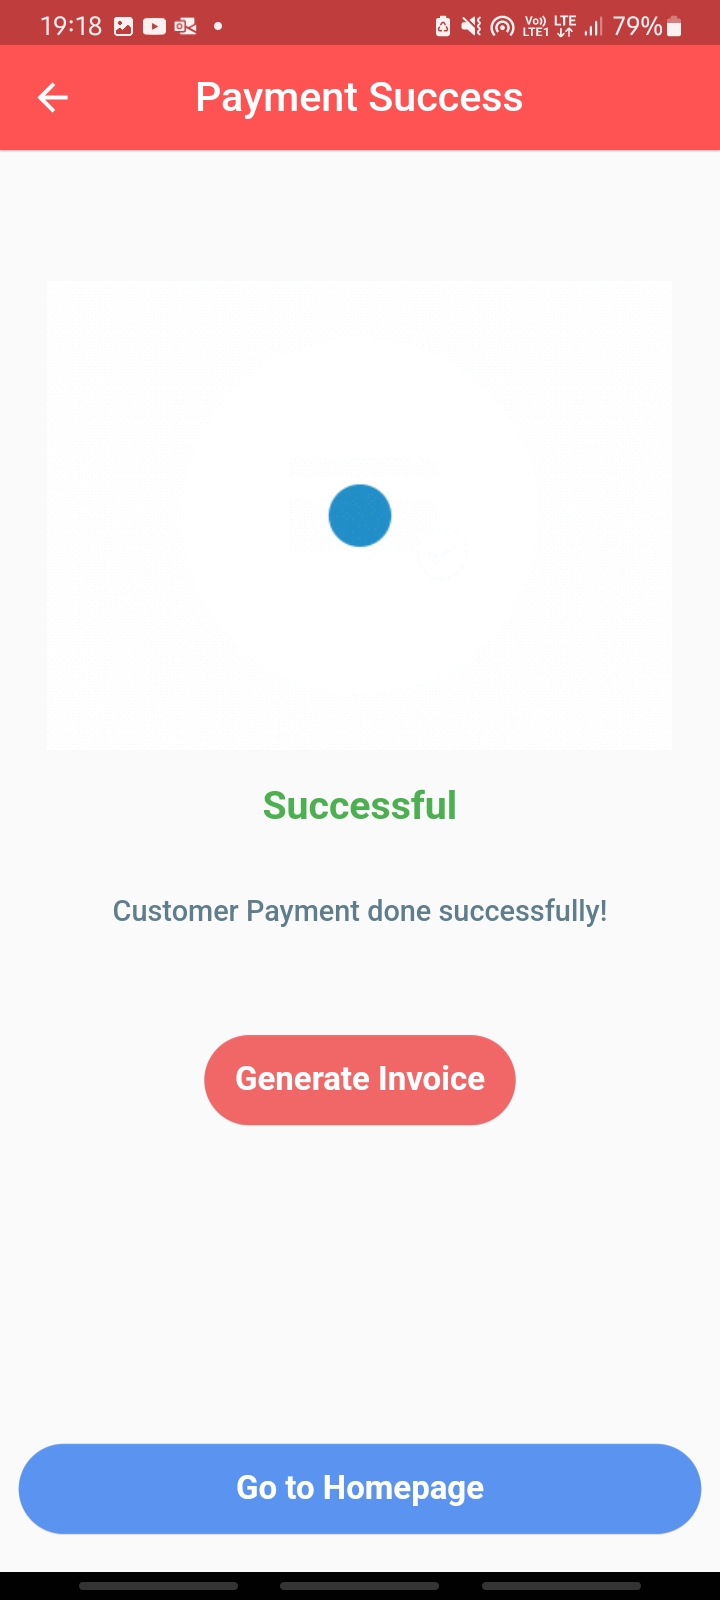 19:18
Vo))
LTE1
LTE
79%
Payment Success
Successful
Customer Payment done successfully!
Generate Invoice
Go to Homepage